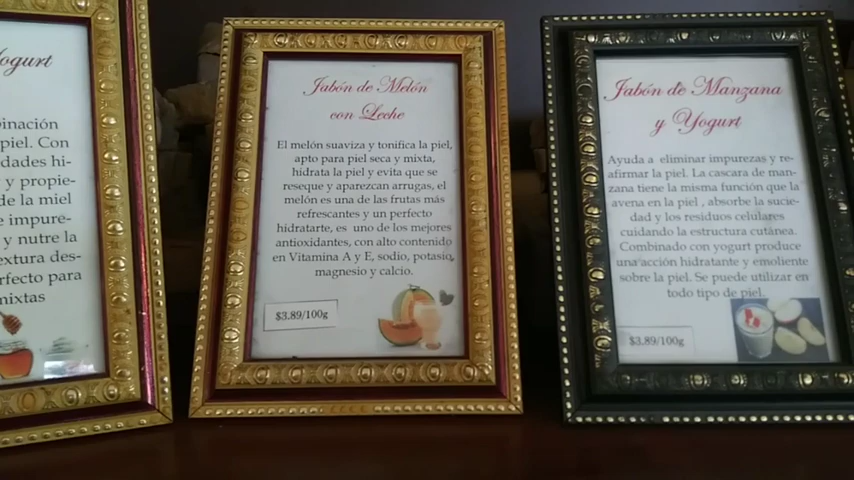 Yogurt
piel. Con
dades hi-
y propie-
de la miel
e impure-
y nutre la
extura des-
rfecto para
mixtas
Jabón de Melón
con Leche
El melón suaviza y tonifica la piel,
apto para piel seca y mixta,
hidrata la piel y evita que se
reseque y aparezcan arrugas, el
melón es una de las frutas más
refrescantes y un perfecto
hidratarte, es uno de los mejores
antioxidantes, con alto contenido
en Vitamina A y E, sodio, potasio,
magnesio y calcio.
$3.89/100g
Jabón de Manzana
y Yogurt
Ayuda a eliminar impurezas y re-
afirmar la piel. La cascara de man-
zana tiene la misma función que la
avena en la piel , absorbe la sucie-
dad y los residuos celulares
cuidando la estructura cutánea.
Combinado con yogurt produce
una acción hidratante y emoliente
sobre la piel. Se puede utilizar en
todo tipo de piel.
$3.89/100g